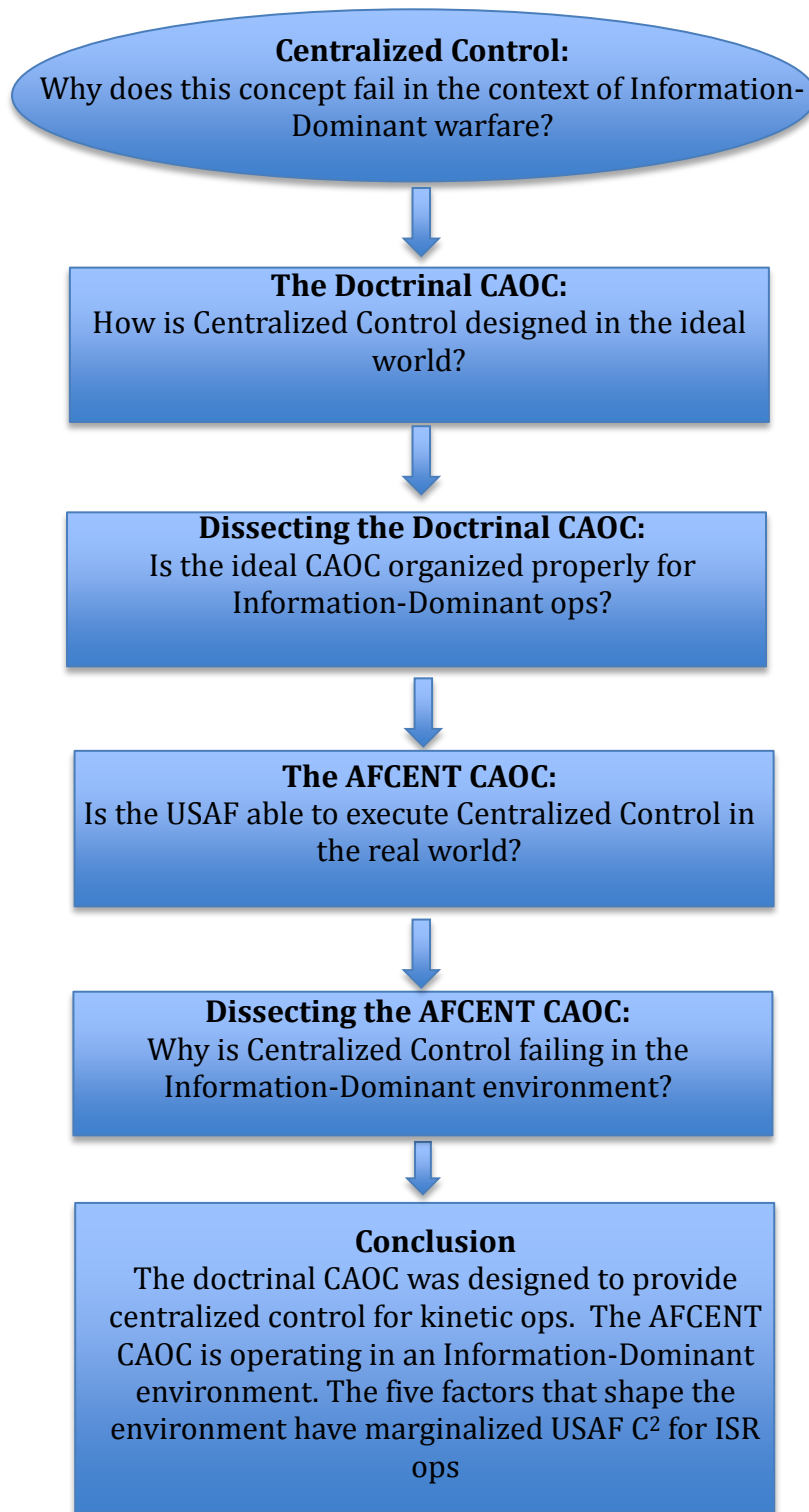 Centralized Control:
Why does this concept fail in the context of Information-
Dominant warfare?
The Doctrinal CAOC:
How is Centralized Control designed in the ideal
world?
Dissecting the Doctrinal CAOC:
Is the ideal CAOC organized properly for
Information-Dominant ops?
The AFCENT CAOC:
Is the USAF able to execute Centralized Control in
the real world?
Dissecting the AFCENT CAOC:
Why is Centralized Control failing in the
Information-Dominant environment?
Conclusion
The doctrinal CAOC was designed to provide
centralized control for kinetic ops.  The AFCENT
CAOC is operating in an Information-Dominant
environment. The five factors that shape the
environment have marginalized USAF C² for ISR
ops